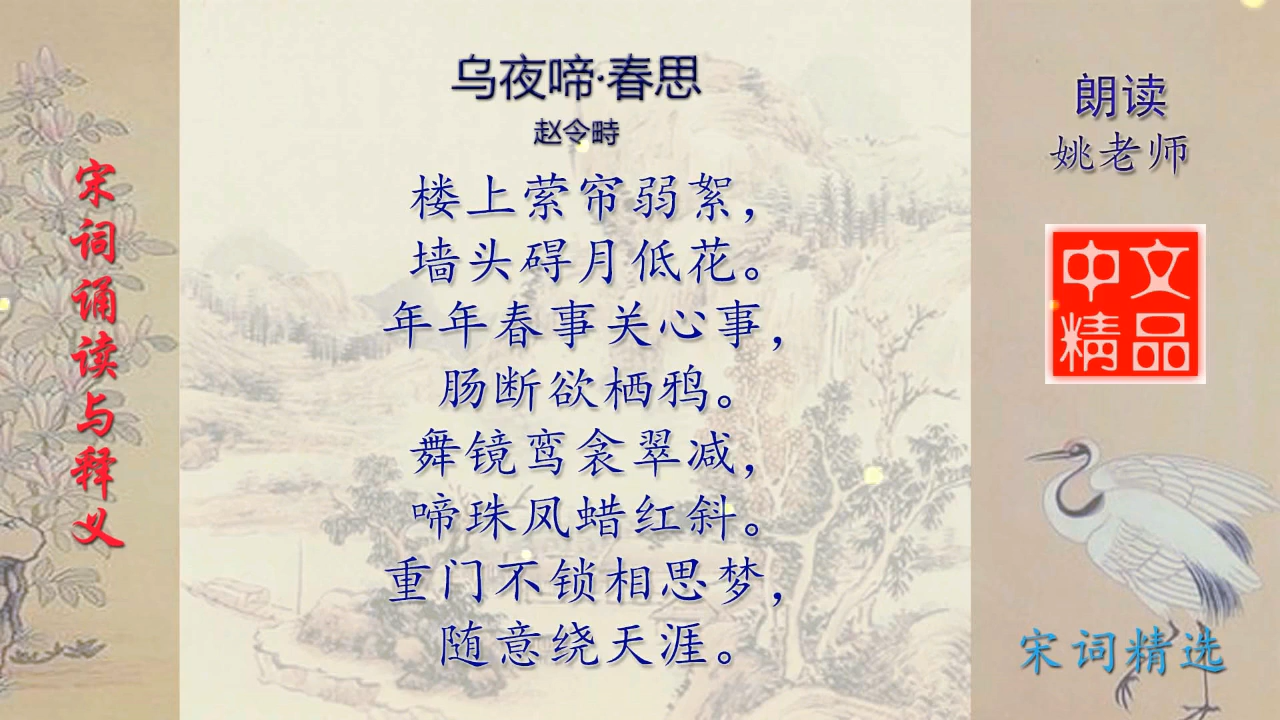 乌夜啼·春思
赵令畤
楼上萦帘弱絮，
墙头碍月低花。
年年春事关心事，
肠断欲栖鸦。
舞镜鸾衾翠减，
啼珠凤蜡红斜。
重门不锁相思梦，
随意绕天涯。
宋词诵读与释义
朗读
姚老师
中文
精品
宋词精选